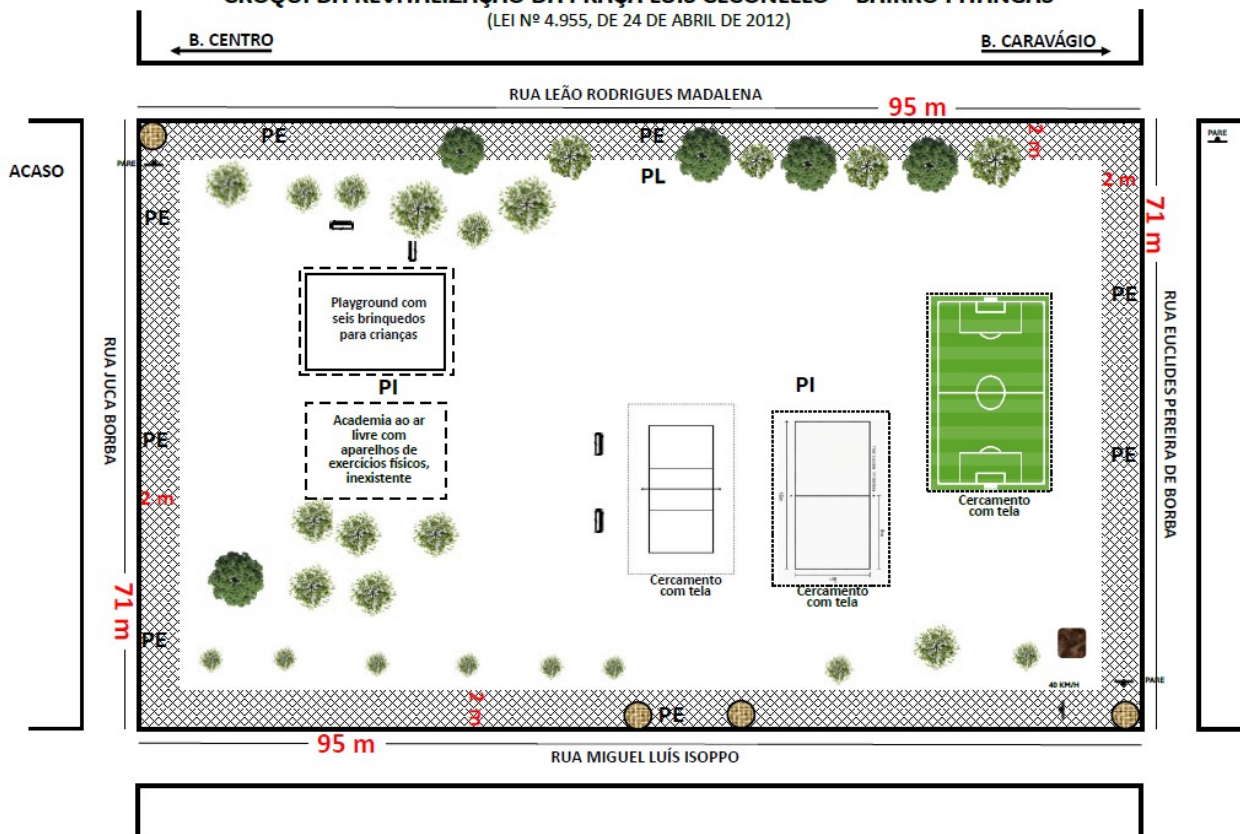 (LEI Nº 4.955, DE 24 DE ABRIL DE 2012)
B. CENTRO
B. CARAVÁGIO
RUA LEÃO RODRIGUES MADALENA
95 m
ACASO
PARE
PE
PE
2 m
PARE
PL
2 m
PE
71 m
RUA JUCA BORBA
Playground com
seis brinquedos
para crianças
PE
RUA EUCLIDES PEREIRA DE BORBA
PI
PI
Academia ao ar
livre com
aparelhos de
exercícios físicos,
inexistente
PE
PE
2 m
Cercamento
com tela
Cercamento
com tela
Cercamento
com tela
71 m
PE
2 m
40 KM/H
PARE
PE
95 m
RUA MIGUEL LUÍS ISOPPO